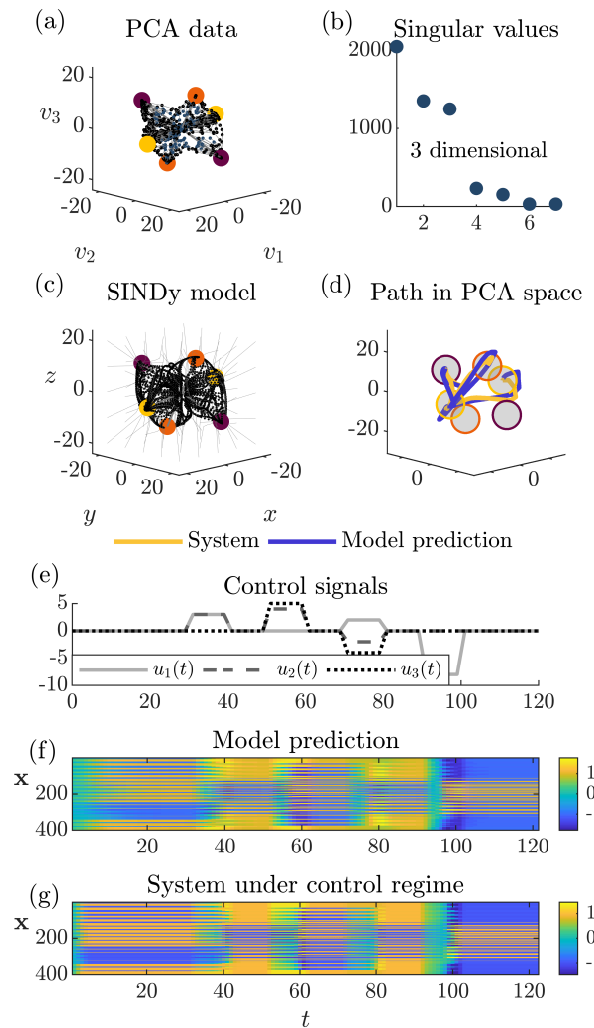 (a) PCA data
20
v3
0
-20
-20
0
20
v2
20
0
-20
v1
(b) Singular values
2000
1000
0
3 dimensional
2 4 6
(c) SINDy model
20
z
0
-20
-20
0
20
y
20
0
-20
x
(d) Path in PCA space
20
0
-20
0
0
System Model prediction
(e) Control signals
5
0
-5
-10
u1(t) u2(t) u3(t)
0 20 40 60 80 100 120
(f) Model prediction
x
200
400
20 40 60 80 100 120
1
0
-
(g) System under control regime
x
200
400
0 20 40 60 80 100 120
t
1
0
-